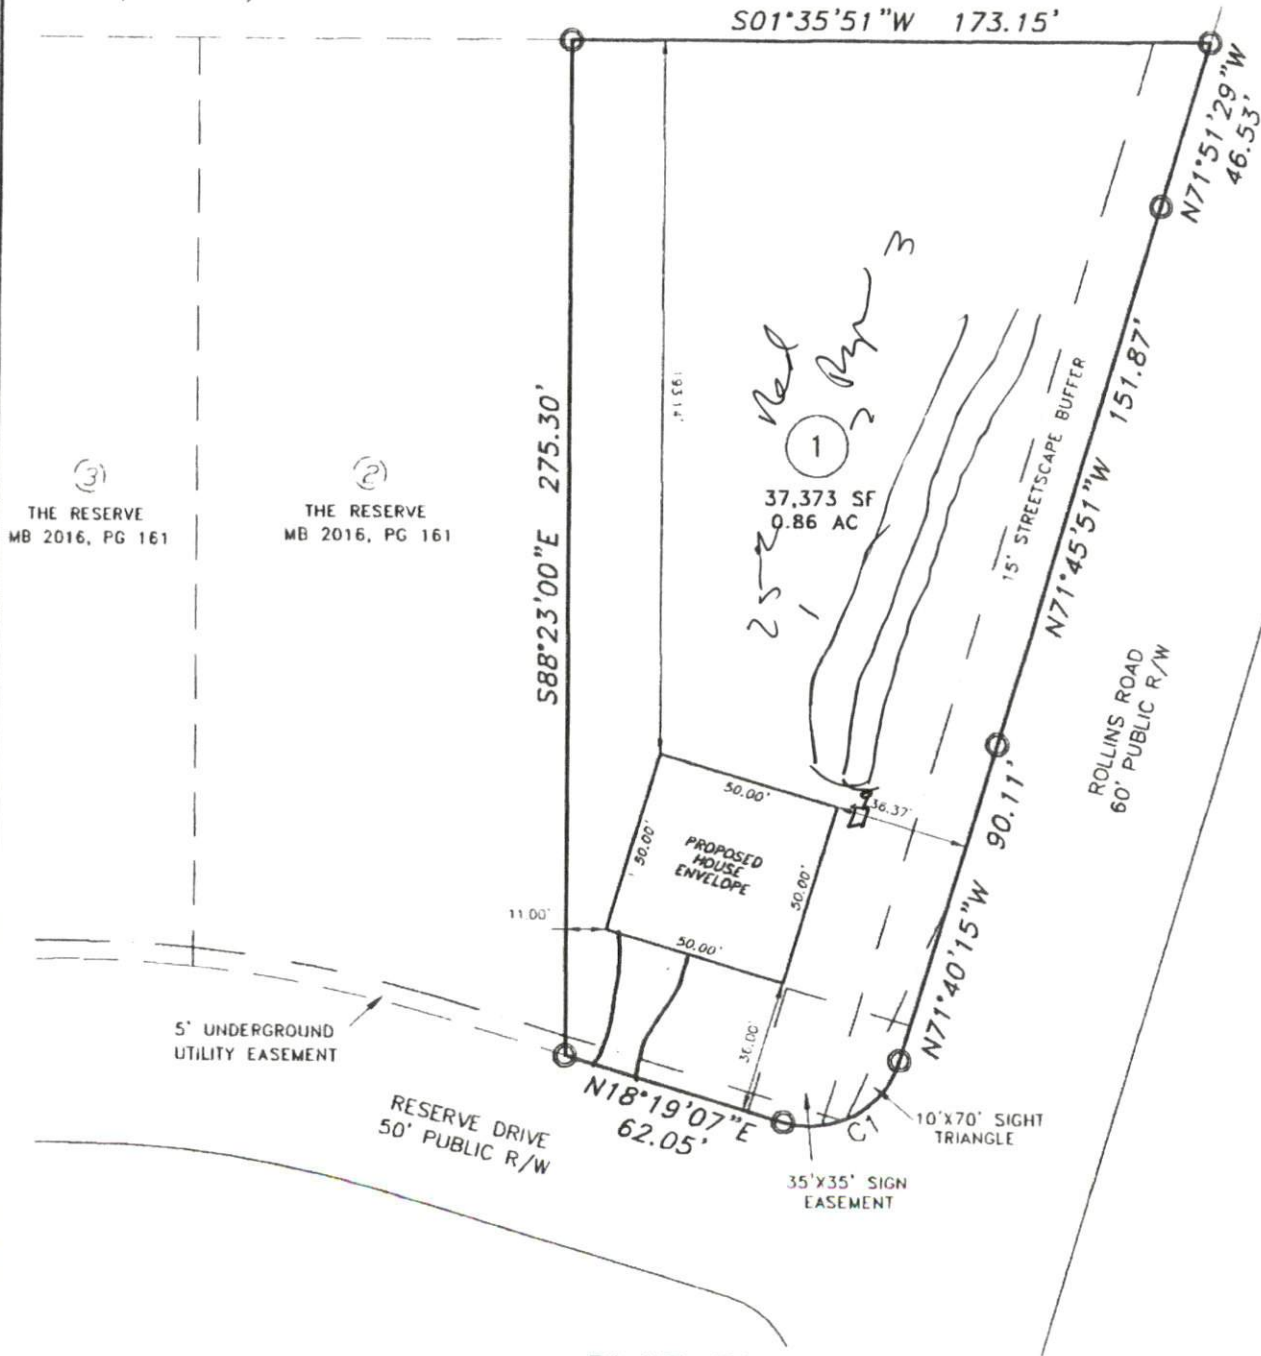 S01°35'51"W 173.15'
N71°51'29"W
46.53'
193.14'
3
S88°23'00"E 275.30'
N71°45'51"W 151.87'
15' STREETSCAPE BUFFER
1
37,373 SF
0.86 AC
3
THE RESERVE
MB 2016, PG 161
2
THE RESERVE
MB 2016, PG 161
252
1
ROLLINS ROAD
60' PUBLIC R/W
50.00'
36.37'
50.00'
PROPOSED
HOUSE
ENVELOPE
50.00'
11.00'
50.00'
N71°40'15"W 90.11'
5' UNDERGROUND
UTILITY EASEMENT
N18°19'07"E
62.05'
C1
10'X70' SIGHT
TRIANGLE
RESERVE DRIVE
50' PUBLIC R/W
35'X35' SIGN
EASEMENT